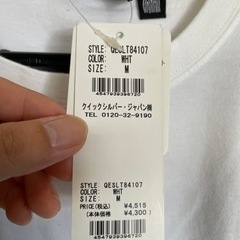 STYLE: QESLT84107
COLOR: WHT
SIZE: M
クイックシルバー・ジャパン㈱
TEL 0120-32-9190
4547939396720
STYLE: QESLT84107
COLOR: WHT
SIZE: M
PRICE(税込) ¥4,515
(本体価格 ¥4,300)
4547939396720